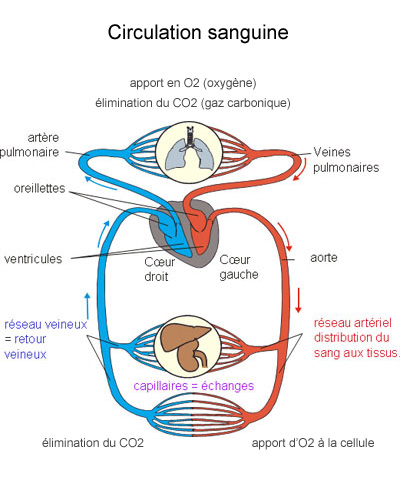 Circulation sanguine
apport en O2 (oxygène)
élimination du CO2 (gaz carbonique)
artère
pulmonaire
Veines
pulmonaires
oreillettes
ventricules
Cœur
droit
Cœur
gauche
aorte
réseau veineux
= retour
veineux
réseau artériel
distribution du
sang aux tissus.
capillaires = échanges
élimination du CO2
apport d'O2 à la cellule